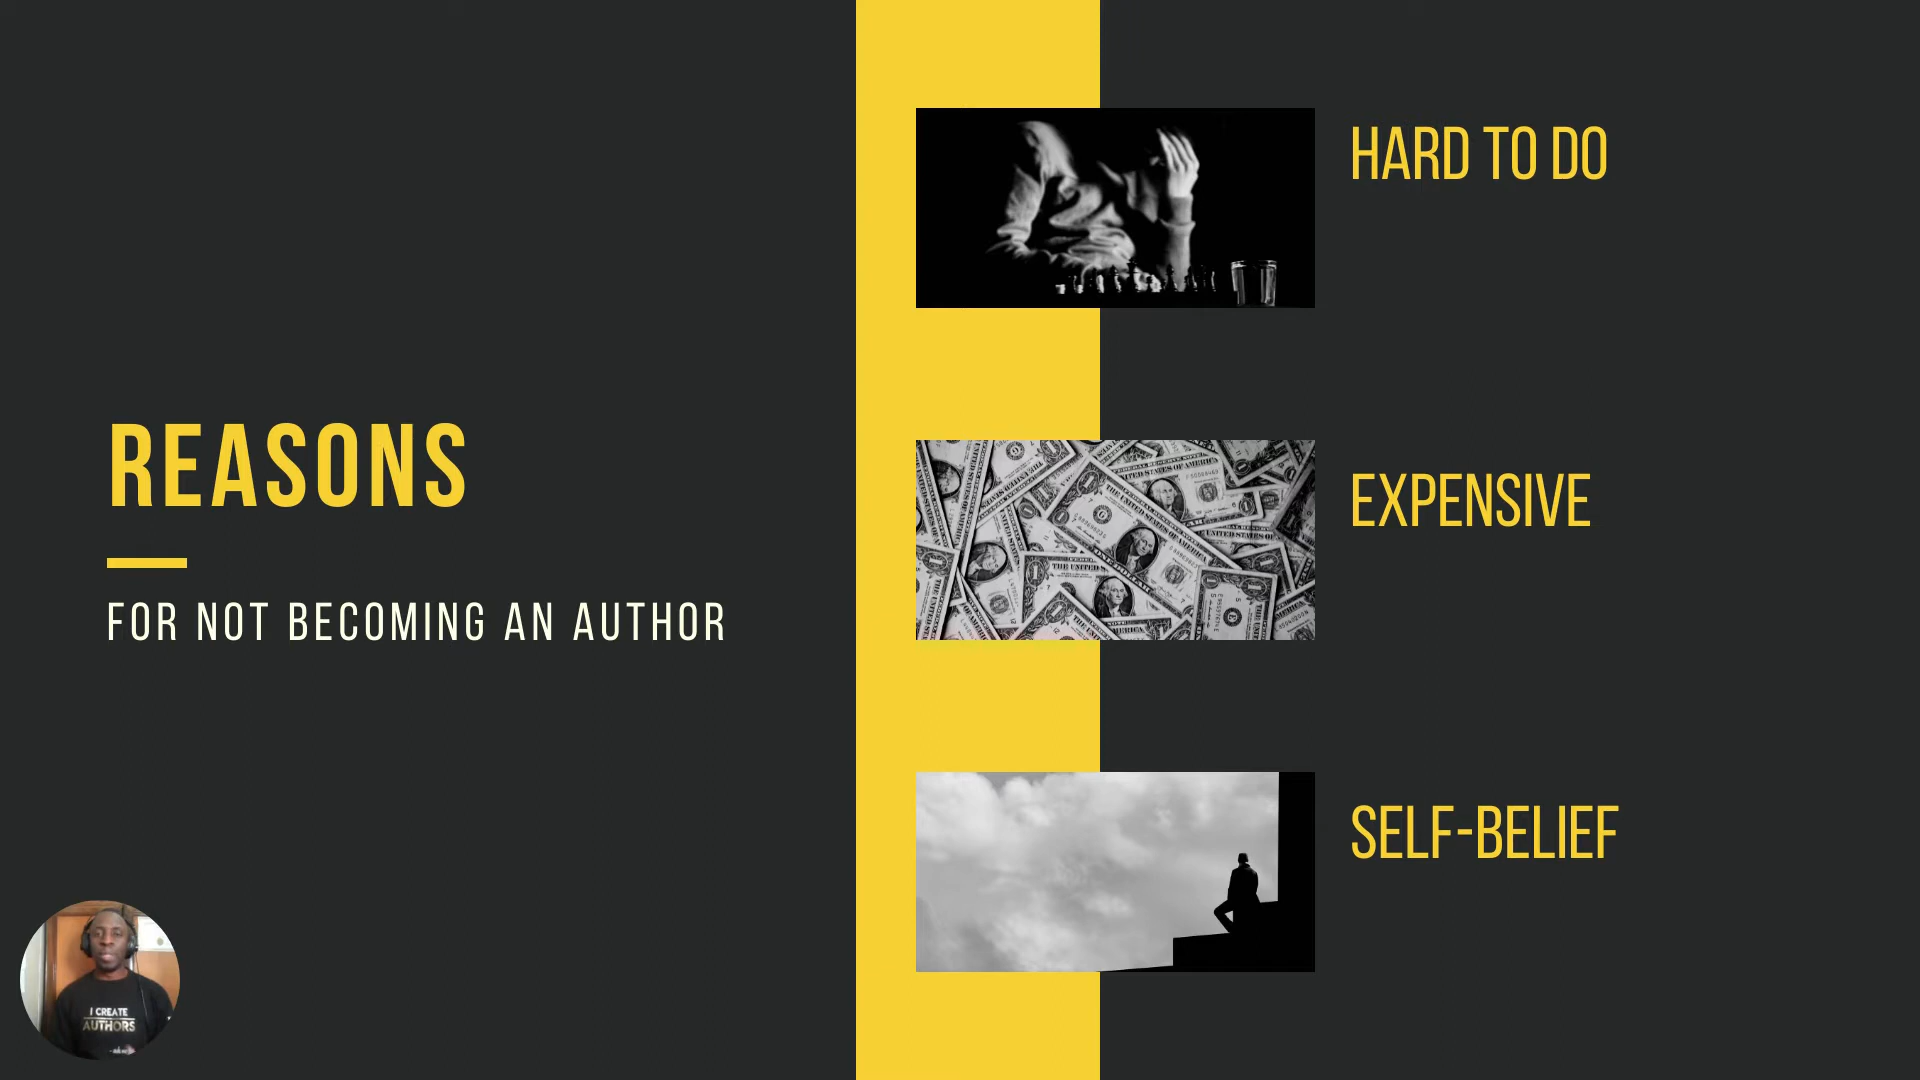 REASONS
FOR NOT BECOMING AN AUTHOR
HARD TO DO
EXPENSIVE
SELF-BELIEF
I CREATE
AUTHORS